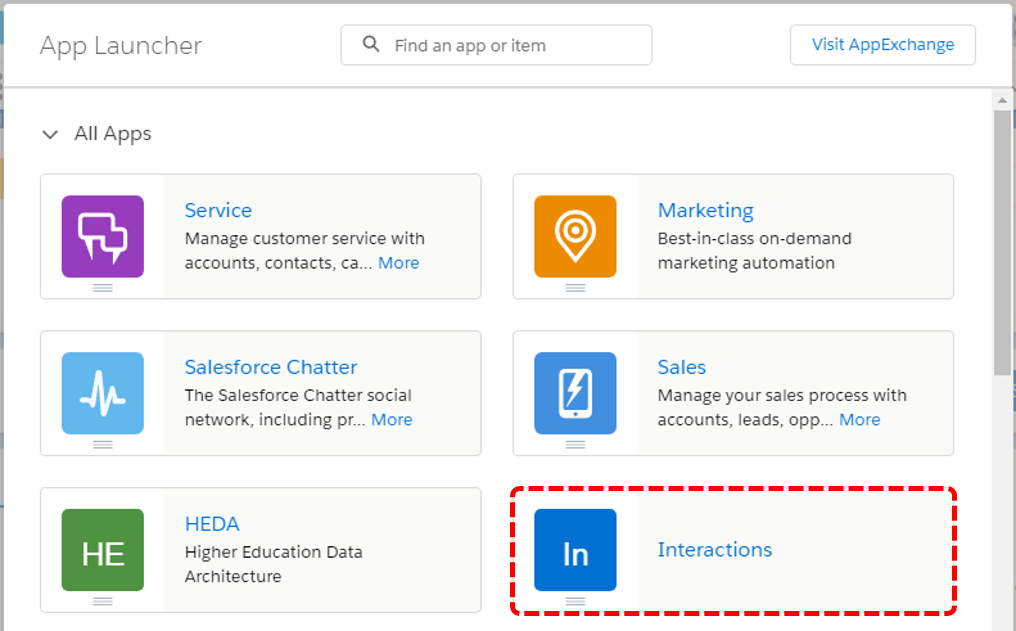 App Launcher
Find an app or item
Visit AppExchange
All Apps
Service
Manage customer service with
accounts, contacts, ca... More
Marketing
Best-in-class on-demand
marketing automation
Salesforce Chatter
The Salesforce Chatter social
network, including pr... More
Sales
Manage your sales process with
accounts, leads, opp... More
HE
HEDA
Higher Education Data
Architecture
In
Interactions